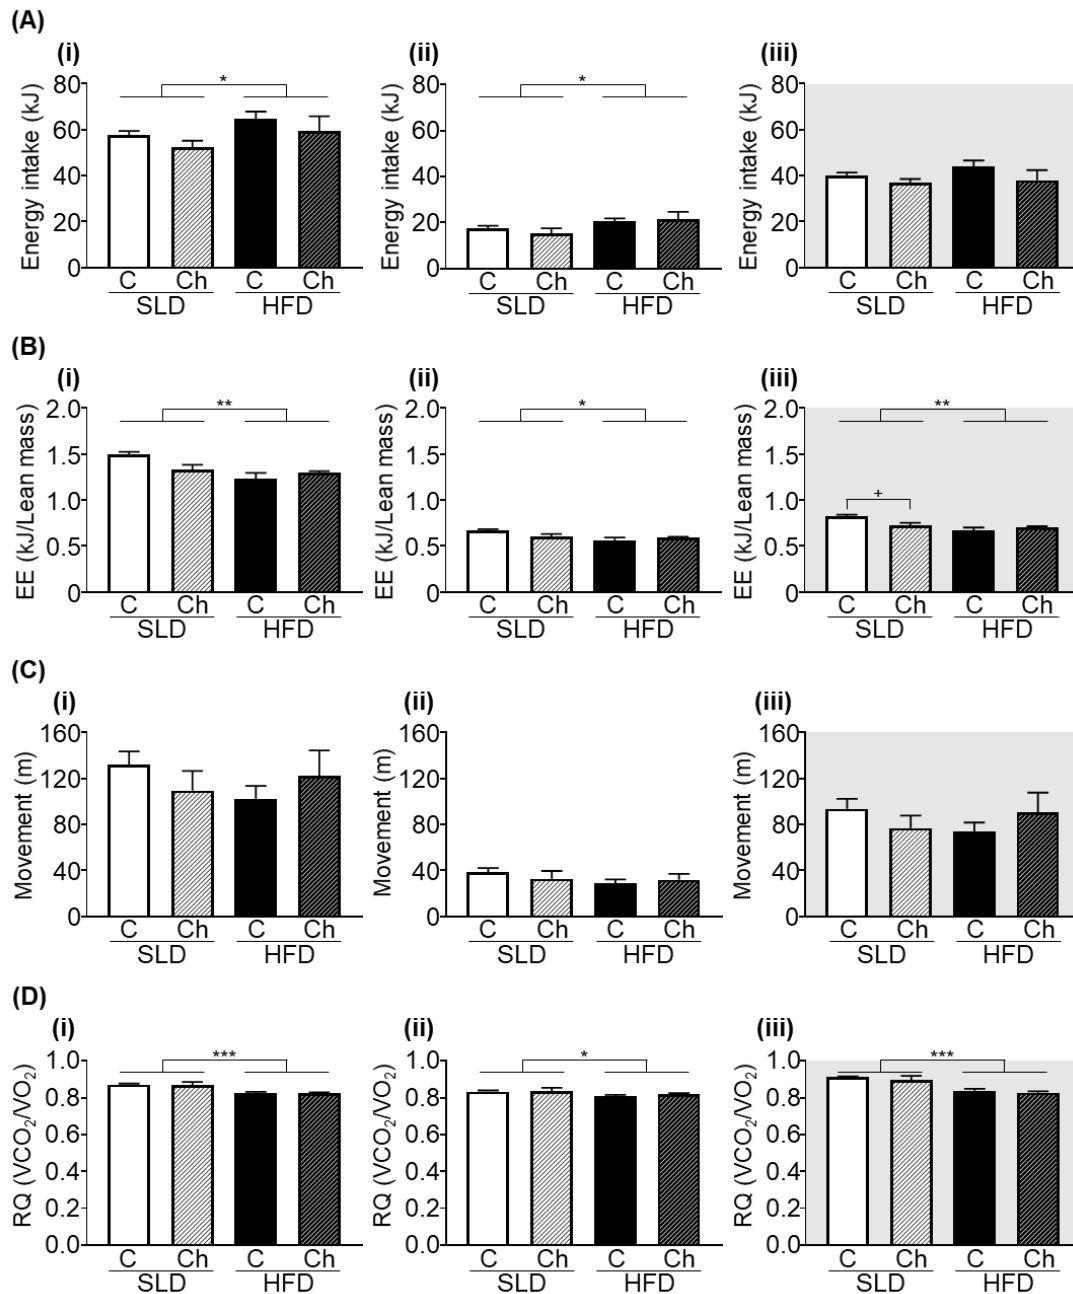 (A)
(i) (ii) (iii)
Energy intake (kJ) 80 60 40 20 0 * C Ch C Ch SLD HFD
Energy intake (kJ) 80 60 40 20 0 * C Ch C Ch SLD HFD
Energy intake (kJ) 80 60 40 20 0 C Ch C Ch SLD HFD
(B)
(i) (ii) (iii)
EE (kJ/Lean mass) 2.0 1.5 1.0 0.5 0 ** C Ch C Ch SLD HFD
EE (kJ/Lean mass) 2.0 1.5 1.0 0.5 0 * C Ch C Ch SLD HFD
EE (kJ/Lean mass) 2.0 1.5 1.0 0.5 0 ** + C Ch C Ch SLD HFD
(C)
(i) (ii) (iii)
Movement (m) 160 120 80 40 0 C Ch C Ch SLD HFD
Movement (m) 160 120 80 40 0 C Ch C Ch SLD HFD
Movement (m) 160 120 80 40 0 C Ch C Ch SLD HFD
(D)
(i) (ii) (iii)
RQ (VCO₂/VO₂) 1.0 0.8 0.6 0.4 0.2 0.0 *** C Ch C Ch SLD HFD
RQ (VCO₂/VO₂) 1.0 0.8 0.6 0.4 0.2 0.0 * C Ch C Ch SLD HFD
RQ (VCO₂/VO₂) 1.0 0.8 0.6 0.4 0.2 0.0 *** C Ch C Ch SLD HFD